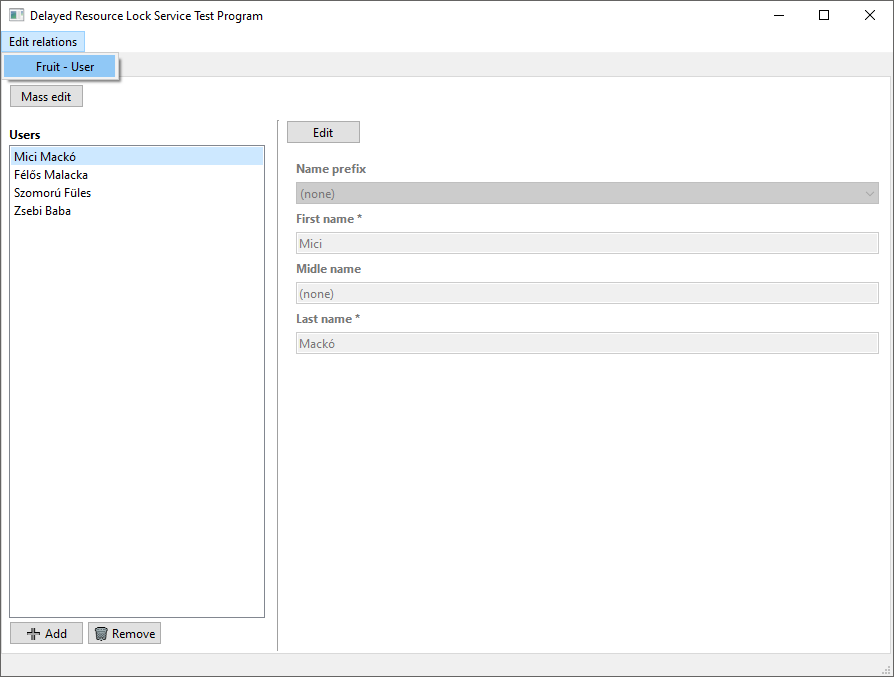 Delayed Resource Lock Service Test Program
Edit relations
Fruit - User
Mass edit
Users
Mici Mackó
Félős Malacka
Szomorú Füles
Zsebi Baba
Add
Remove
Edit
Name prefix
(none)
First name *
Mici
Midle name
(none)
Last name *
Mackó